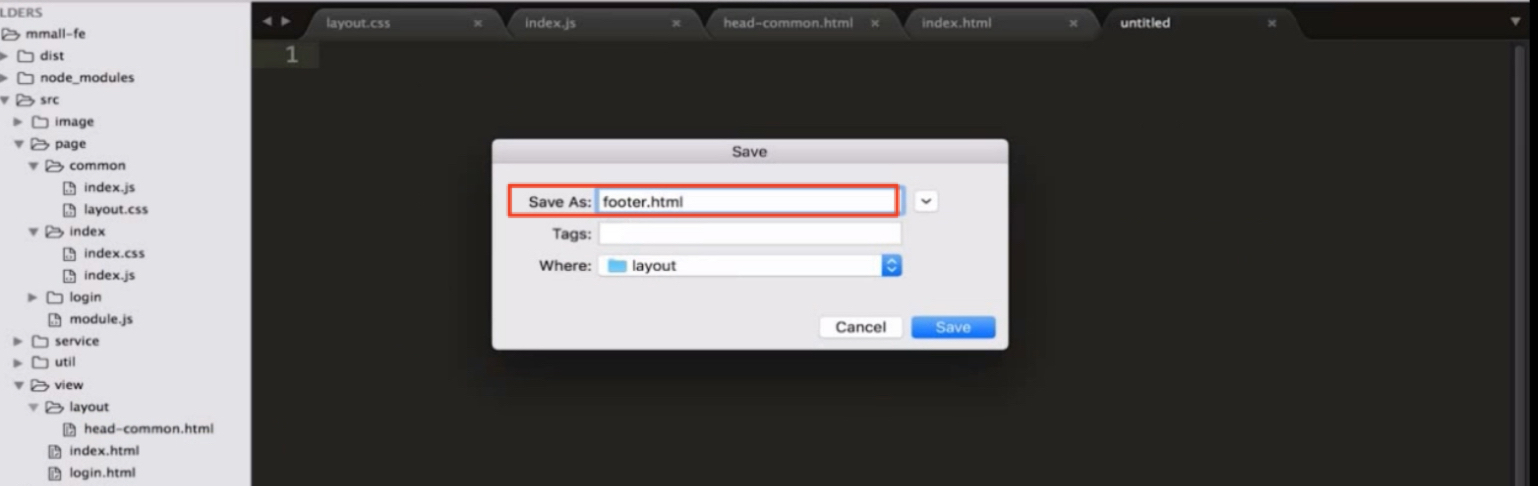 LDERS
mmall-fe
dist
node_modules
src
image
page
common
index.js
layout.css
index
index.css
index.js
login
module.js
service
util
view
layout
head-common.html
index.html
login.html
layout.css
index.js
head-common.html
index.html
untitled
1
Save
Save As: footer.html
Tags:
Where: layout
Cancel Save